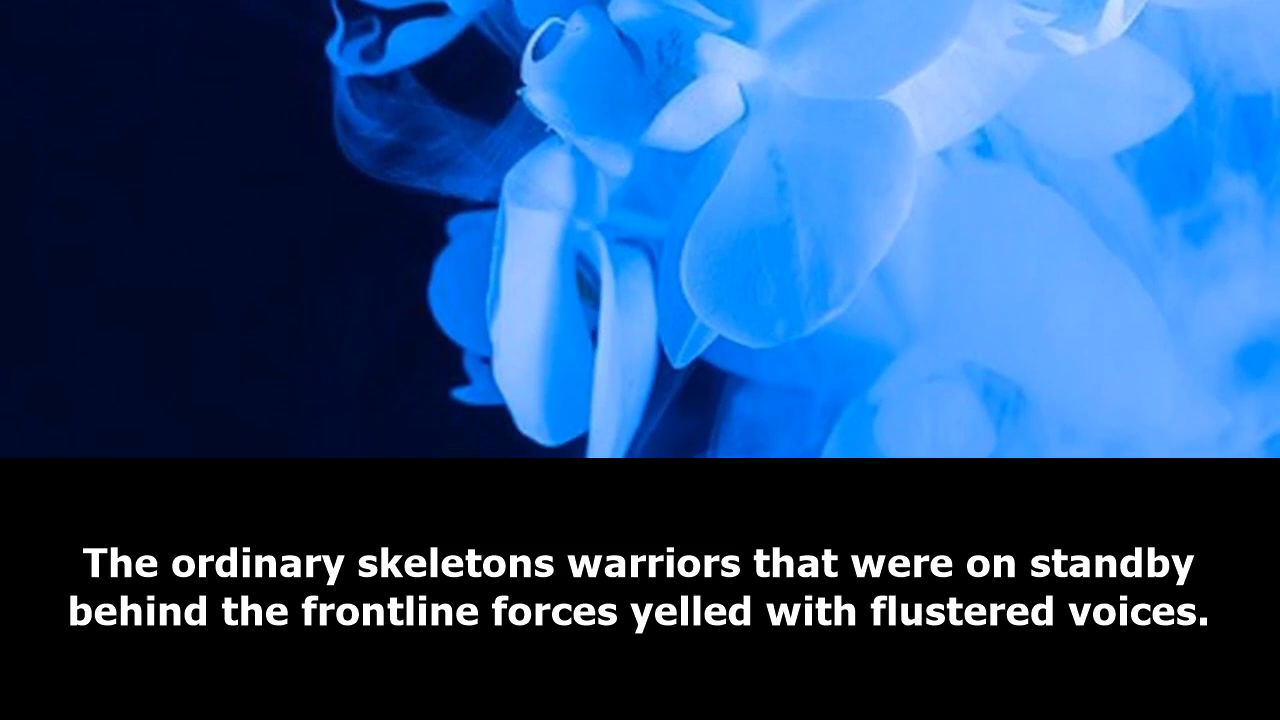 The ordinary skeletons warriors that were on standby
behind the frontline forces yelled with flustered voices.